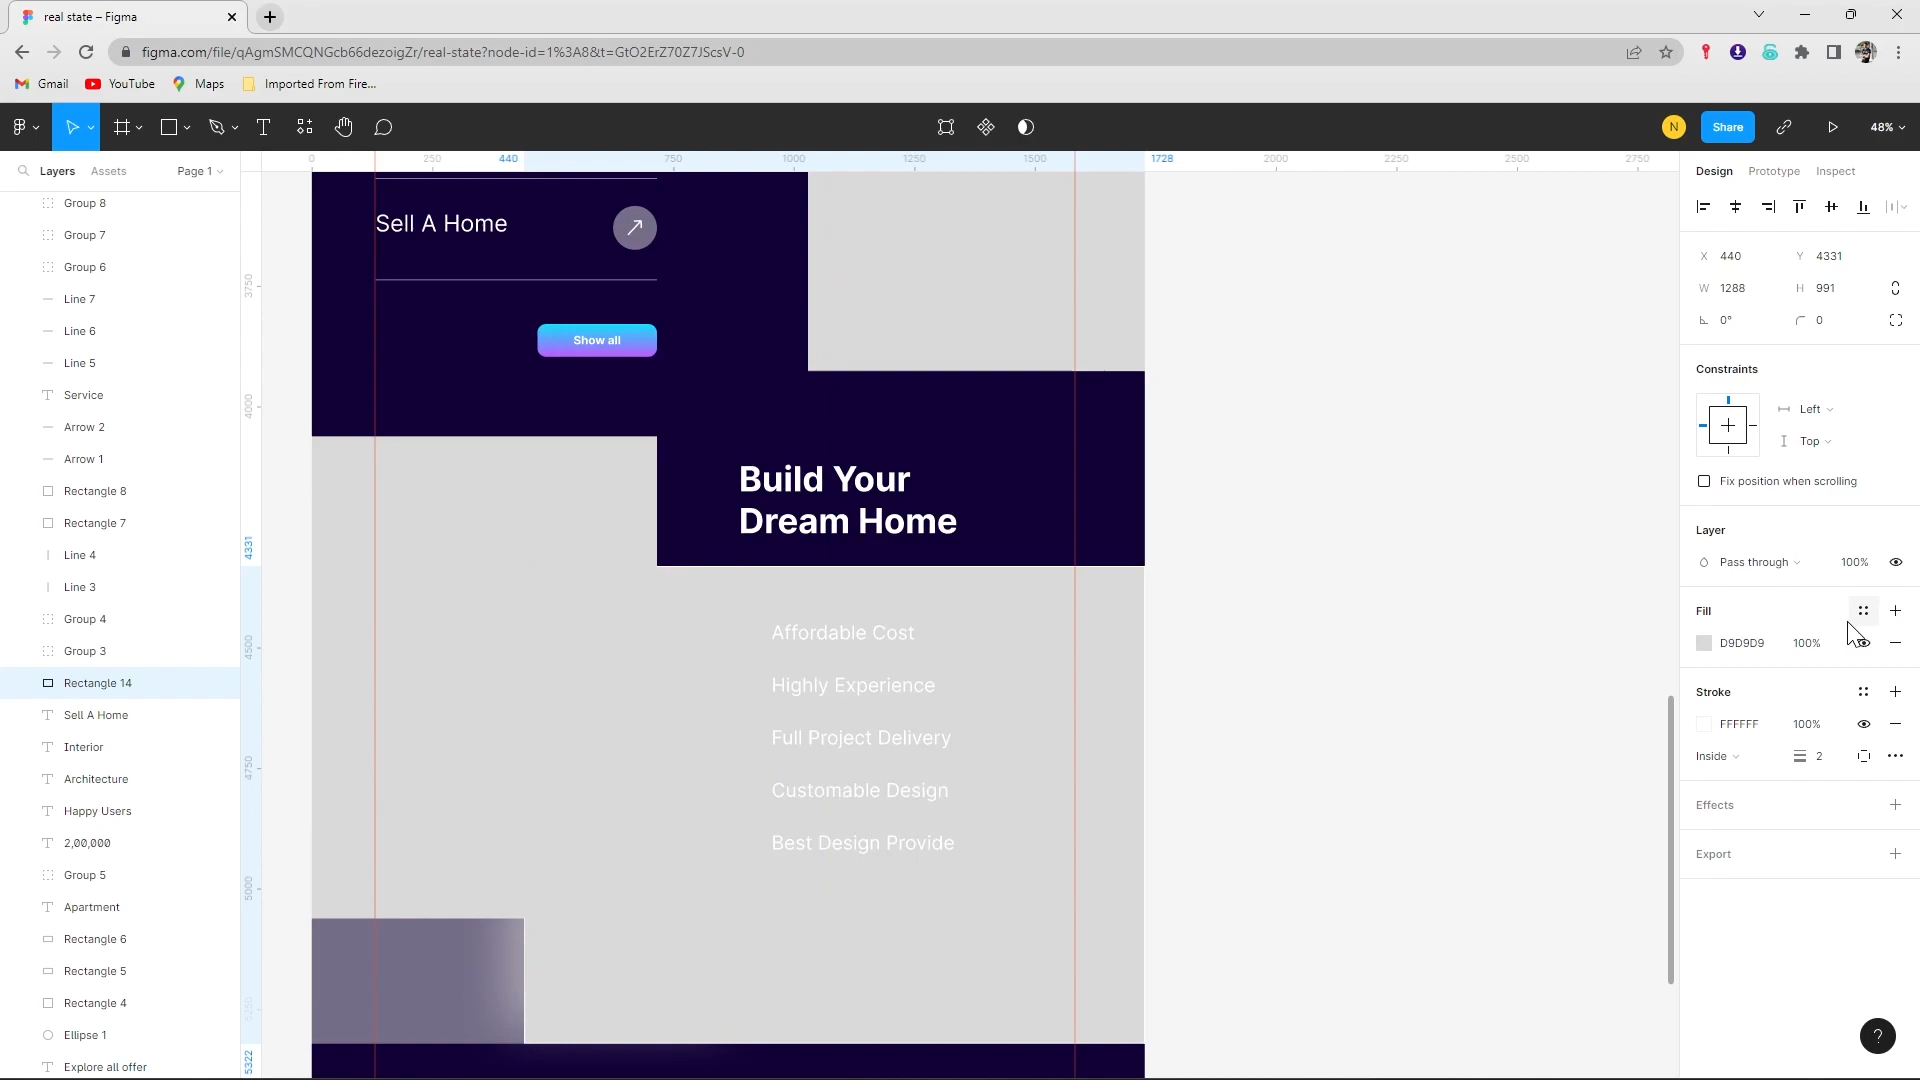 real state – Figma
figma.com/file/qAgmSMCQNGcb66dezoigZr/real-state?node-id=1%3A8&t=GtO2ErZ70Z7JScsV-0
Gmail YouTube Maps Imported From Fire...
N Share 48%
Layers Assets Page 1
0 250 440 750 1000 1250 1500 1728 2000 2250 2500 2750
Design Prototype Inspect
Group 8
Group 7
Group 6
Line 7
Line 6
Line 5
Service
Arrow 2
Arrow 1
Rectangle 8
Rectangle 7
Line 4
Line 3
Group 4
Group 3
Rectangle 14
Sell A Home
Interior
Architecture
Happy Users
2,00,000
Group 5
Apartment
Rectangle 6
Rectangle 5
Rectangle 4
Ellipse 1
Explore all offer
3750
4000
4331
4500
4750
5000
5322
Sell A Home
Show all
Build Your
Dream Home
Affordable Cost
Highly Experience
Full Project Delivery
Customable Design
Best Design Provide
X 440 Y 4331
W 1288 H 991
0° 0
Constraints
Left
Top
Fix position when scrolling
Layer
Pass through 100%
Fill
D9D9D9 100%
Stroke
FFFFFF 100%
Inside 2
Effects
Export
?